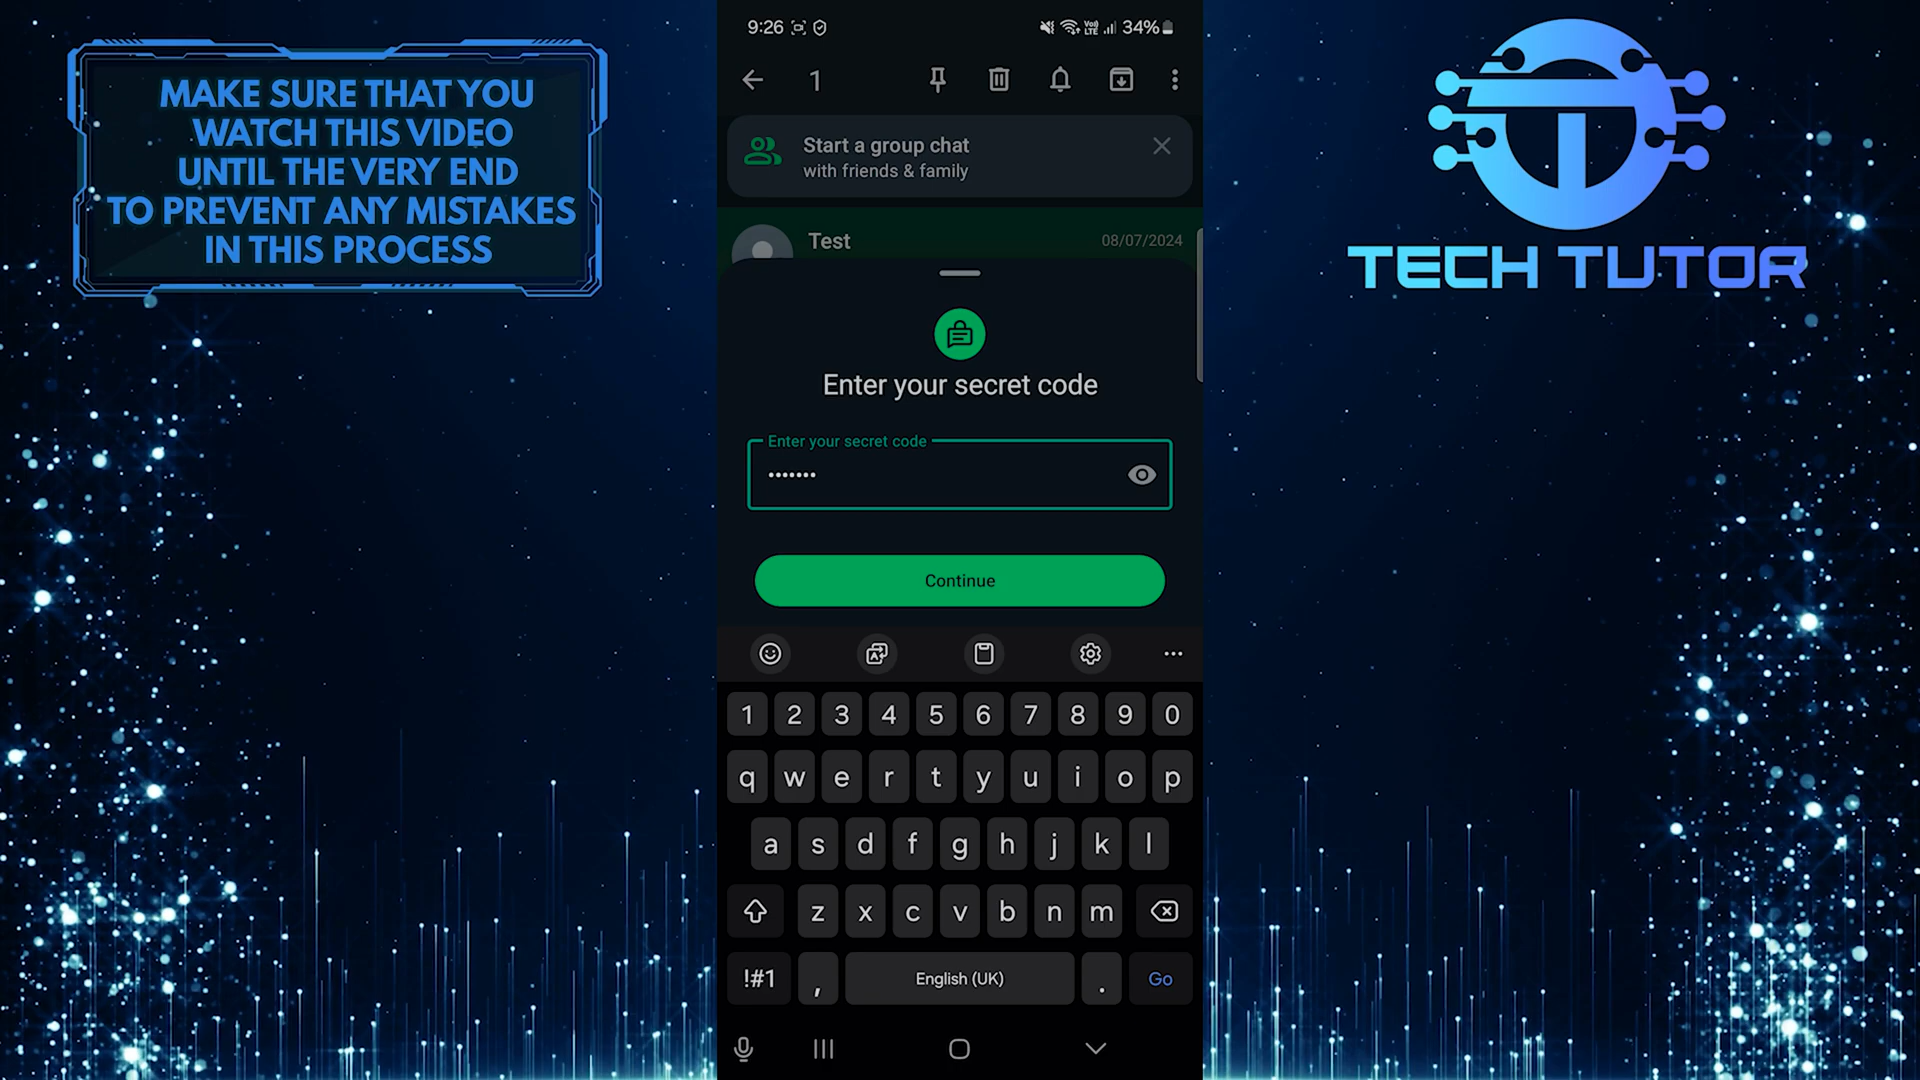 MAKE SURE THAT YOU
WATCH THIS VIDEO
UNTIL THE VERY END
TO PREVENT ANY MISTAKES
IN THIS PROCESS
9:26
Vo)) LTE
34%
1
Start a group chat
with friends & family
Test
08/07/2024
Enter your secret code
Enter your secret code
•••••••
Continue
1 2 3 4 5 6 7 8 9 0
q w e r t y u i o p
a s d f g h j k l
z x c v b n m
!#1 , English (UK) . Go
T
TECH TUTOR